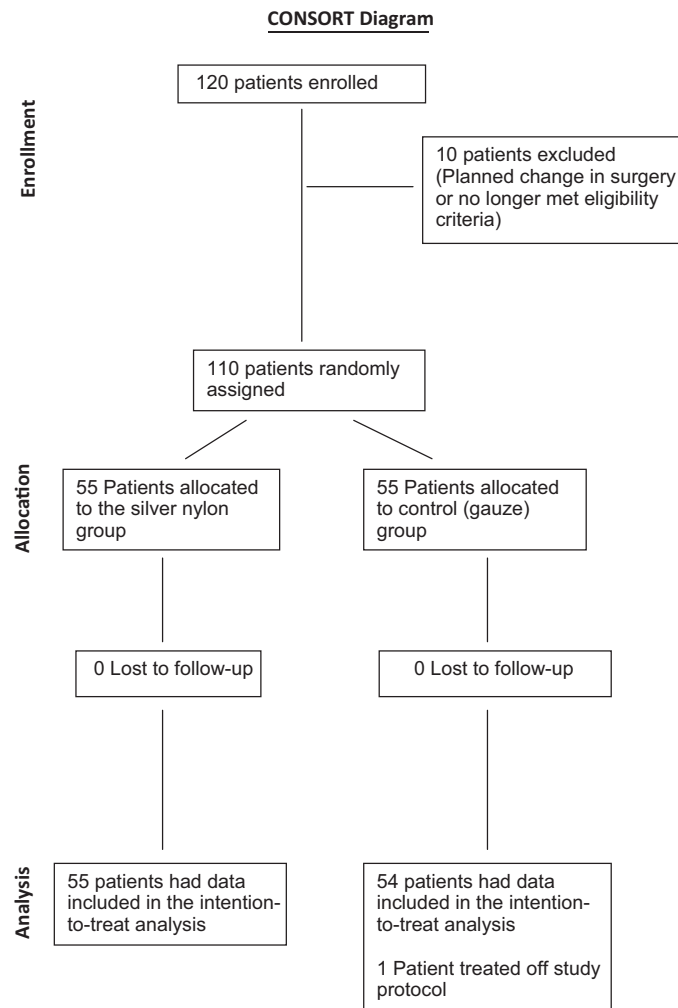 CONSORT Diagram
Enrollment
120 patients enrolled
10 patients excluded
(Planned change in surgery
or no longer met eligibility
criteria)
110 patients randomly
assigned
Allocation
55 Patients allocated
to the silver nylon
group
55 Patients allocated
to control (gauze)
group
0 Lost to follow-up
0 Lost to follow-up
Analysis
55 patients had data
included in the intention-
to-treat analysis
54 patients had data
included in the intention-
to-treat analysis
1 Patient treated off study
protocol